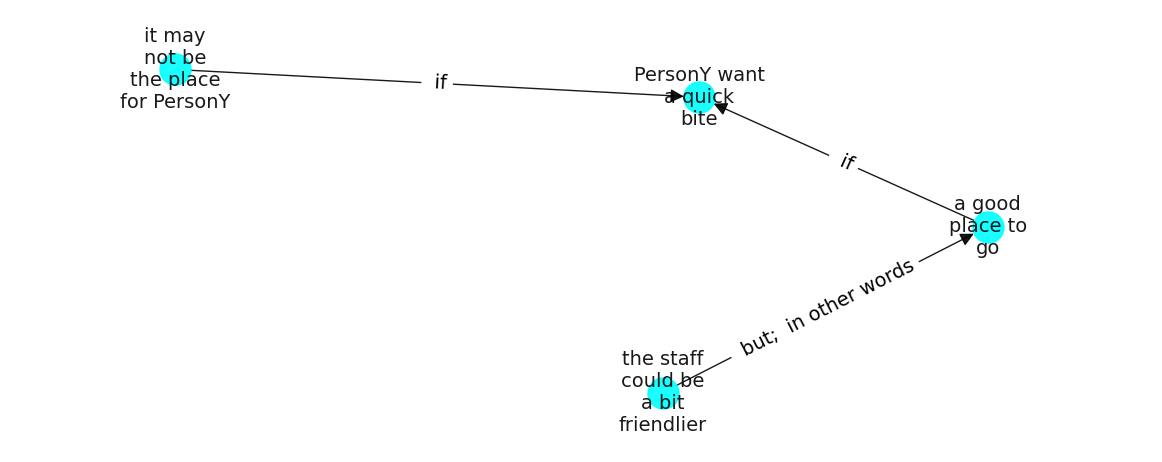 it may
not be
the place
for PersonY
if
PersonY want
a quick
bite
if
a good
place to
go
but;  in other words
the staff
could be
a bit
friendlier